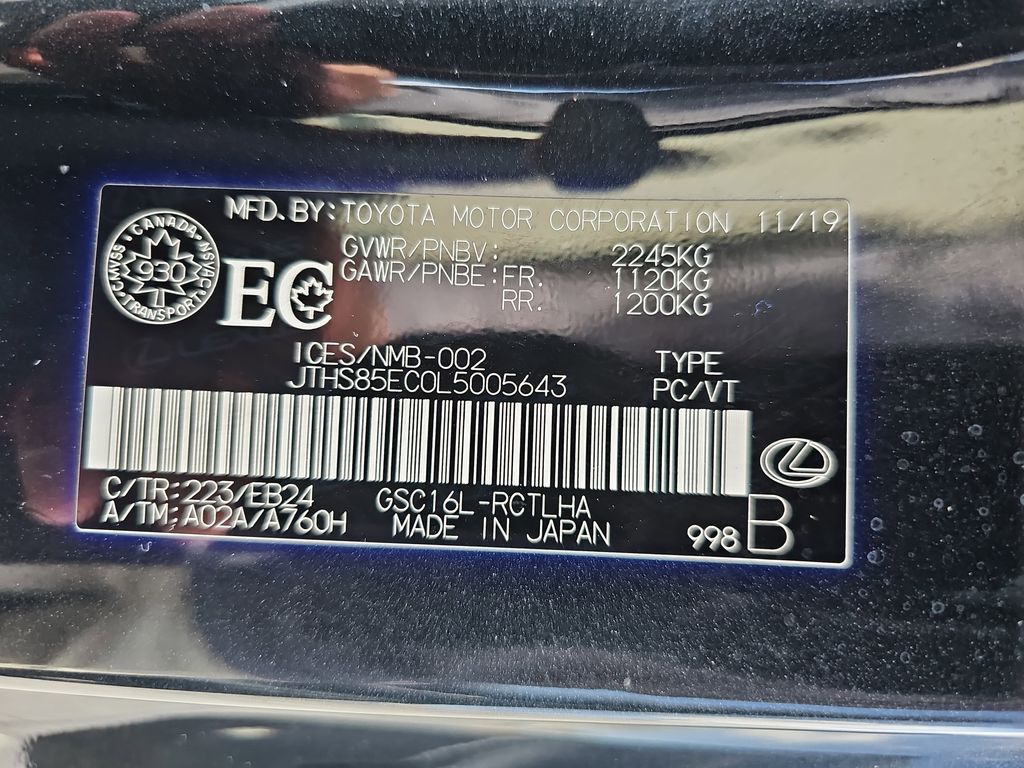 MFD. BY: TOYOTA MOTOR CORPORATION 11/19
CANADA
CMVSS NSVAC
930
TRANSPORT
EC
GVWR/PNBV: 2245KG
GAWR/PNBE: FR. 1120KG
RR. 1200KG
ICES/NMB-002 TYPE
JTHS85EC0L5005643 PC/VT
C/TR: 223/EB24 GSC16L-RCTLHA
A/TM: A02A/A760H MADE IN JAPAN 998 B